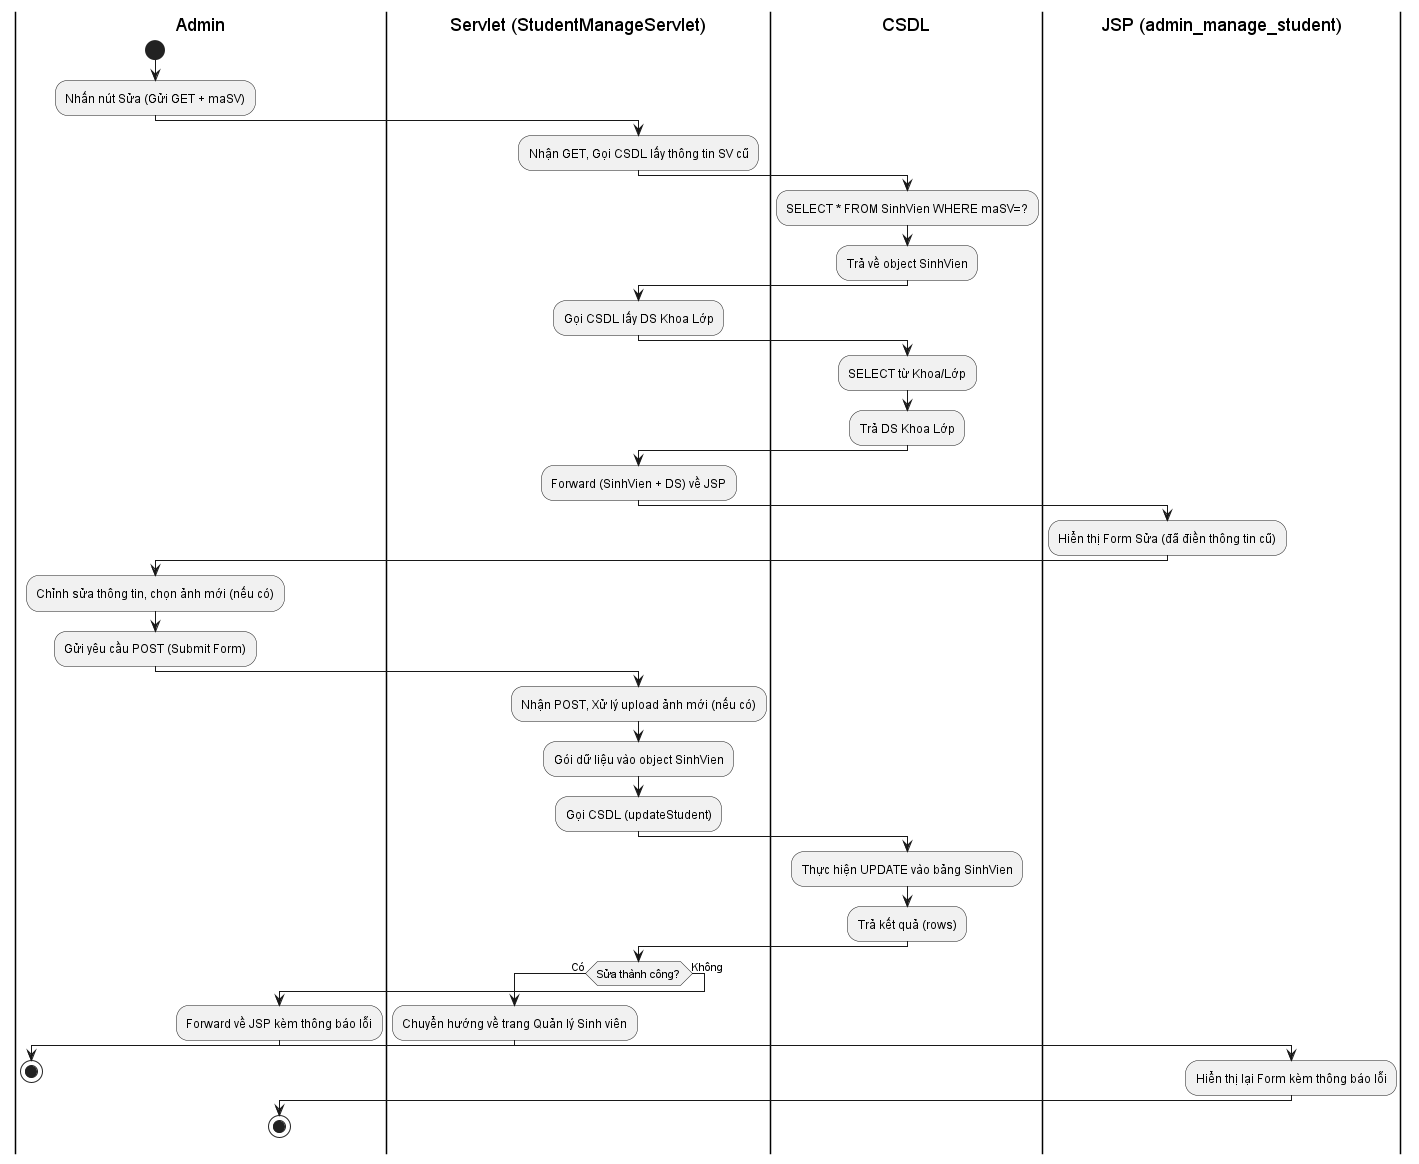 Admin
Servlet (StudentManageServlet)
CSDL
JSP (admin_manage_student)
Nhấn nút Sửa (Gửi GET + maSV)
Nhận GET, Gọi CSDL lấy thông tin SV cũ
SELECT * FROM SinhVien WHERE maSV=?
Trả về object SinhVien
Gọi CSDL lấy DS Khoa Lớp
SELECT từ Khoa/Lớp
Trả DS Khoa Lớp
Forward (SinhVien + DS) về JSP
Hiển thị Form Sửa (đã điền thông tin cũ)
Chỉnh sửa thông tin, chọn ảnh mới (nếu có)
Gửi yêu cầu POST (Submit Form)
Nhận POST, Xử lý upload ảnh mới (nếu có)
Gói dữ liệu vào object SinhVien
Gọi CSDL (updateStudent)
Thực hiện UPDATE vào bảng SinhVien
Trả kết quả (rows)
Có
Sửa thành công?
Không
Forward về JSP kèm thông báo lỗi
Chuyển hướng về trang Quản lý Sinh viên
Hiển thị lại Form kèm thông báo lỗi